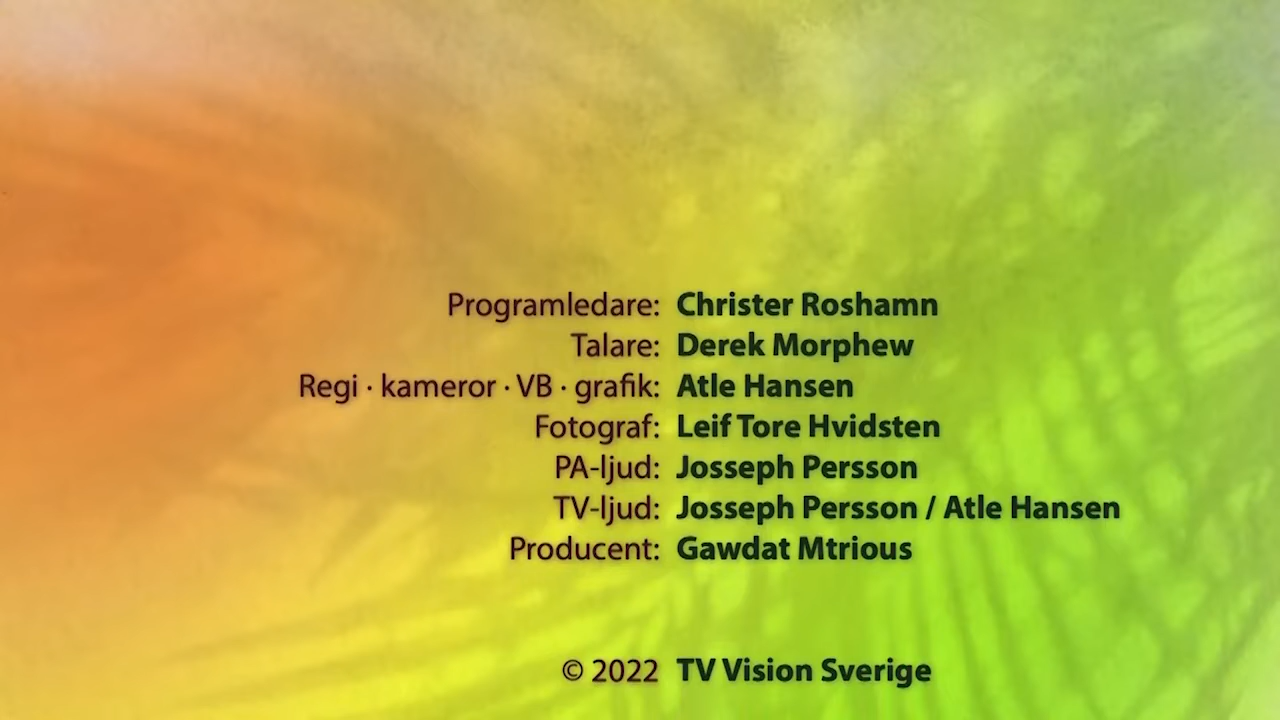 Programledare: Christer Roshamn
Talare: Derek Morphew
Regi · kameror · VB · grafik: Atle Hansen
Fotograf: Leif Tore Hvidsten
PA-ljud: Josseph Persson
TV-ljud: Josseph Persson / Atle Hansen
Producent: Gawdat Mtrious
© 2022 TV Vision Sverige